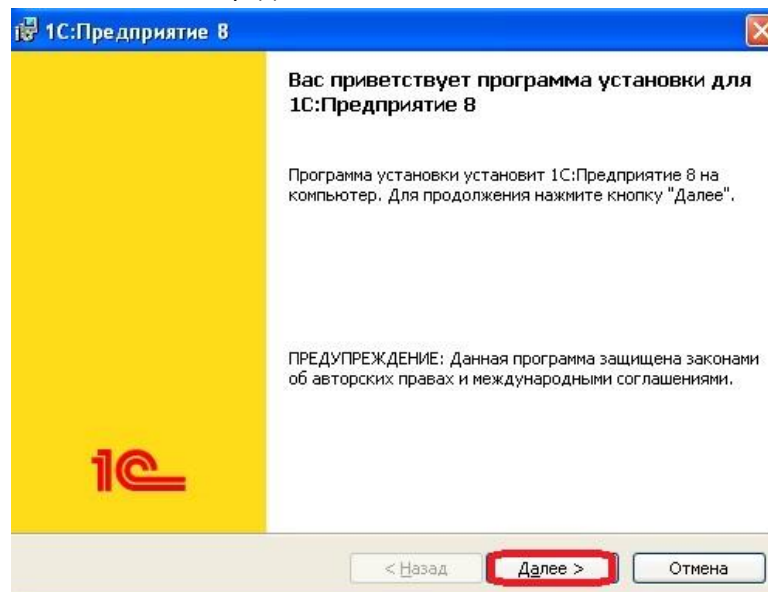 1С:Предприятие 8
Вас приветствует программа установки для
1С:Предприятие 8
Программа установки установит 1С:Предприятие 8 на
компьютер. Для продолжения нажмите кнопку "Далее".
ПРЕДУПРЕЖДЕНИЕ: Данная программа защищена законами
об авторских правах и международными соглашениями.
1С
< Назад
Далее >
Отмена